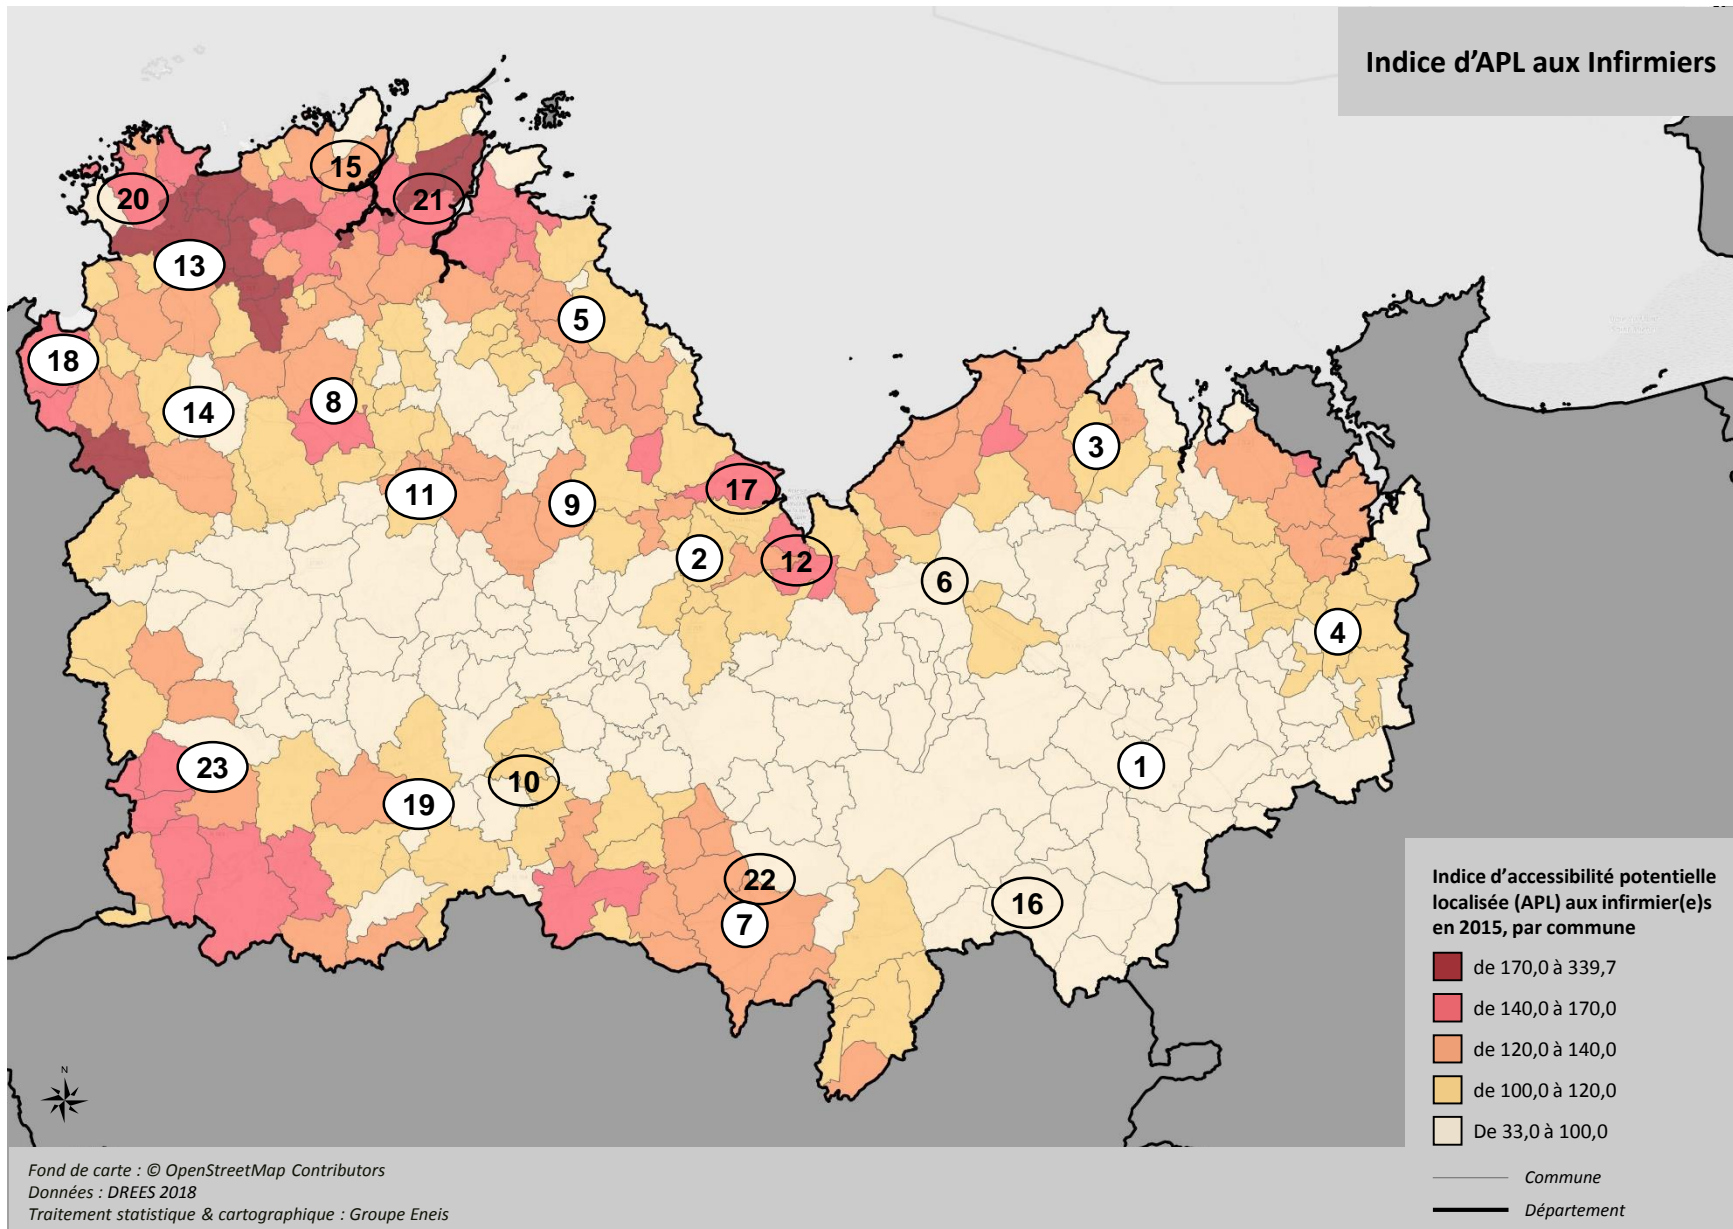 Indice d'APL aux Infirmiers
15
20
21
13
5
18
8
14
3
11
17
9
2
12
6
4
1
23
10
19
22
16
7
Indice d'accessibilité potentielle
localisée (APL) aux infirmier(e)s
en 2015, par commune
de 170,0 à 339,7
de 140,0 à 170,0
de 120,0 à 140,0
de 100,0 à 120,0
De 33,0 à 100,0
Commune
Département
N
Fond de carte : © OpenStreetMap Contributors
Données : DREES 2018
Traitement statistique & cartographique : Groupe Eneis